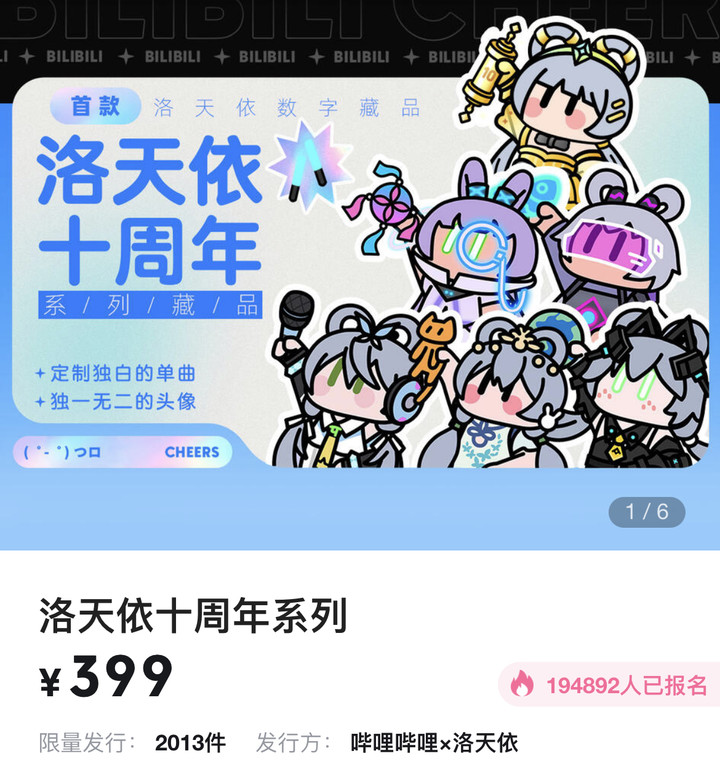 BILIBILI CHEER
LI BILIBILI BILIBILI BILIBILI BILIBILI BILIB BILI B
首款 洛天依数字藏品
洛天依
十周年
系/列/藏/品
10
+定制独白的单曲
+独一无二的头像
( ゜- ゜)つロ CHEERS
1/6
洛天依十周年系列
¥399
194892人已报名
限量发行： 2013件 发行方： 哔哩哔哩×洛天依